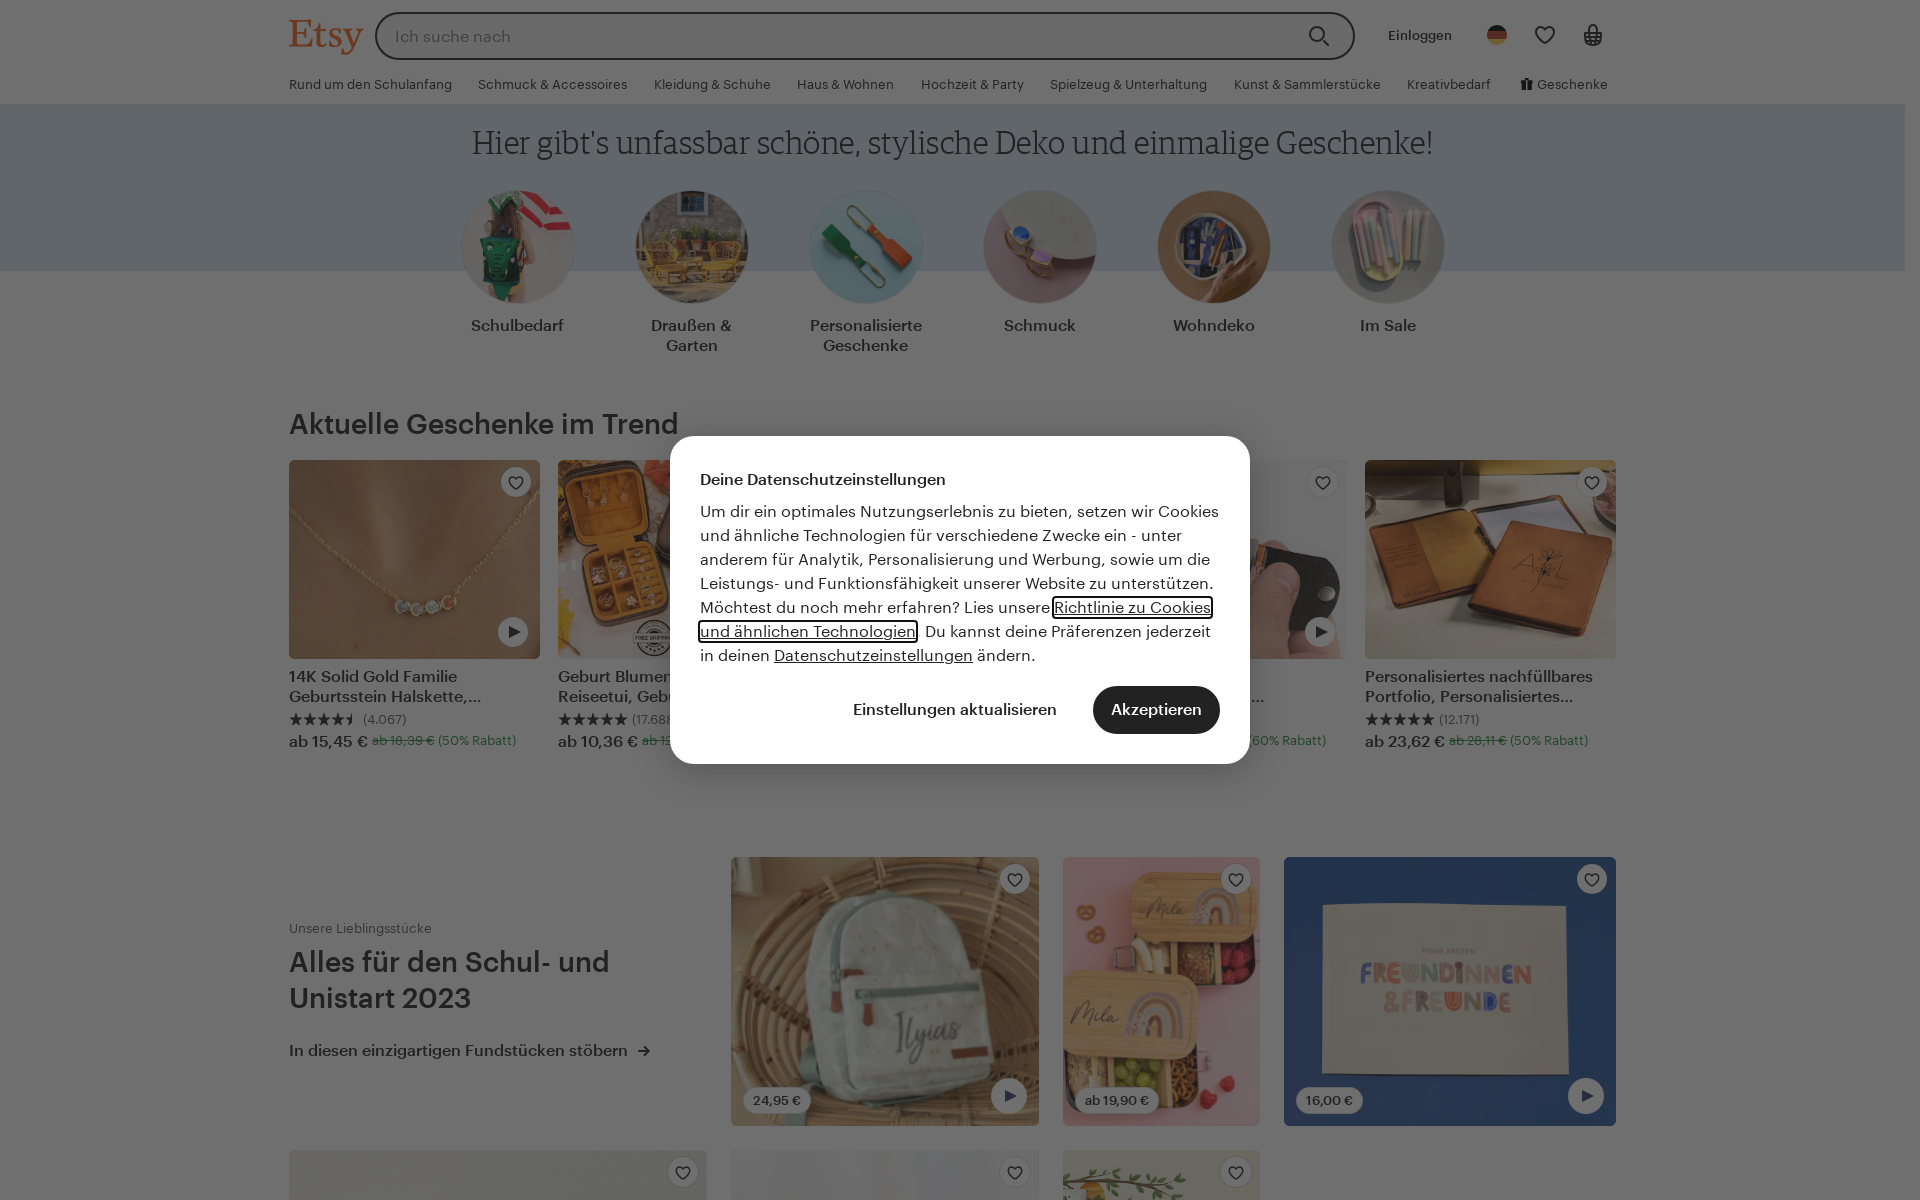 Etsy
Ich suche nach
Einloggen
Rund um den Schulanfang
Schmuck & Accessoires
Kleidung & Schuhe
Haus & Wohnen
Hochzeit & Party
Spielzeug & Unterhaltung
Kunst & Sammlerstücke
Kreativbedarf
Geschenke
Hier gibt's unfassbar schöne, stylische Deko und einmalige Geschenke!
Schulbedarf
Draußen &
Garten
Personalisierte
Geschenke
Schmuck
Wohndeko
Im Sale
Aktuelle Geschenke im Trend
14K Solid Gold Familie
Geburtsstein Halskette,...
(4.067)
ab 15,45 € ab 18,39 € (50% Rabatt)
Geburt Blumen
Reiseetui,
ab 10,36 €
(60% Rabatt)
Personalisiertes nachfüllbares
Portfolio, Personalisiertes...
(12.171)
ab 23,62 € ab 28,11 € (50% Rabatt)
Deine Datenschutzeinstellungen
Um dir ein optimales Nutzungserlebnis zu bieten, setzen wir Cookies
und ähnliche Technologien für verschiedene Zwecke ein - unter
anderem für Analytik, Personalisierung und Werbung, sowie um die
Leistungs- und Funktionsfähigkeit unserer Website zu unterstützen.
Möchtest du noch mehr erfahren? Lies unsere Richtlinie zu Cookies
und ähnlichen Technologien. Du kannst deine Präferenzen jederzeit
in deinen Datenschutzeinstellungen ändern.
Einstellungen aktualisieren
Akzeptieren
Unsere Lieblingsstücke
Alles für den Schul- und
Unistart 2023
In diesen einzigartigen Fundstücken stöbern
Ilyias
24,95 €
Mila
Mila
ab 19,90 €
MEINE ERSTEN
FREUNDINNEN
&FREUNDE
16,00 €